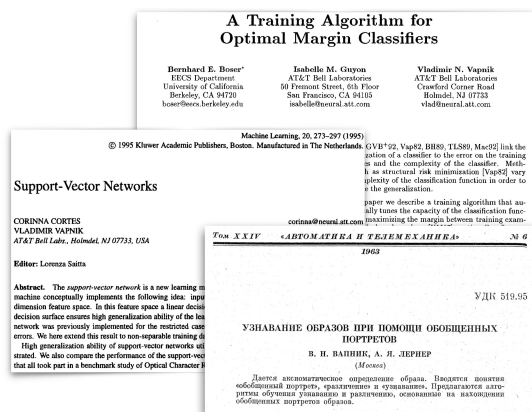 A Training Algorithm for
Optimal Margin Classifiers
Bernhard E. Boser*
EECS Department
University of California
Berkeley, CA 94720
boser@eecs.berkeley.edu
Isabelle M. Guyon
AT&T Bell Laboratories
50 Fremont Street, 6th Floor
San Francisco, CA 94105
isabelle@neural.att.com
Vladimir N. Vapnik
AT&T Bell Laboratories
Crawford Corner Road
Holmdel, NJ 07733
vlad@neural.att.com
GVB+92, Vap82, BH89, TLS89, Mac92] link the
zation of a classifier to the error on the training
es and the complexity of the classifier. Meth-
h as structural risk minimization [Vap82] vary
plexity of the classification function in order to
e the generalization.
paper we describe a training algorithm that au-
ally tunes the capacity of the classification func-
maximizing the margin between training exam-
Machine Learning, 20, 273–297 (1995)
© 1995 Kluwer Academic Publishers, Boston. Manufactured in The Netherlands.
Support-Vector Networks
CORINNA CORTES
corinna@neural.att.com
VLADIMIR VAPNIK
AT&T Bell Labs., Holmdel, NJ 07733, USA
Editor: Lorenza Saitta
Abstract. The support-vector network is a new learning m
machine conceptually implements the following idea: inpu
dimension feature space. In this feature space a linear decisi
decision surface ensures high generalization ability of the lea
network was previously implemented for the restricted case
errors. We here extend this result to non-separable training da
High generalization ability of support-vector networks util
strated. We also compare the performance of the support-vect
that all took part in a benchmark study of Optical Character R
Том XXIV «АВТОМАТИКА И ТЕЛЕМЕХАНИКА» № 6
1963
УДК 519.95
УЗНАВАНИЕ ОБРАЗОВ ПРИ ПОМОЩИ ОБОБЩЕННЫХ
ПОРТРЕТОВ
В. Н. ВАПНИК, А. Я. ЛЕРНЕР
(Москва)
Дается аксиоматическое определение образа. Вводятся понятия
«обобщенный портрет», «различение» и «узнавание». Предлагаются алго-
ритмы обучения узнаванию и различению, основанные на нахождении
обобщенных портретов образов.